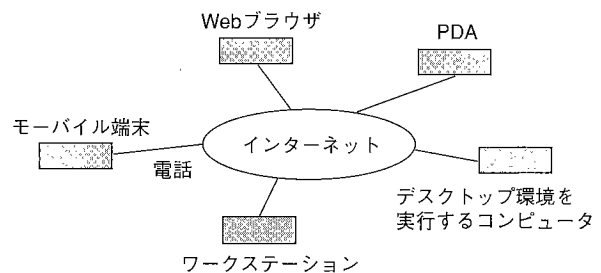 Webブラウザ
PDA
モーバイル端末
インターネット
電話
デスクトップ環境を
実行するコンピュータ
ワークステーション